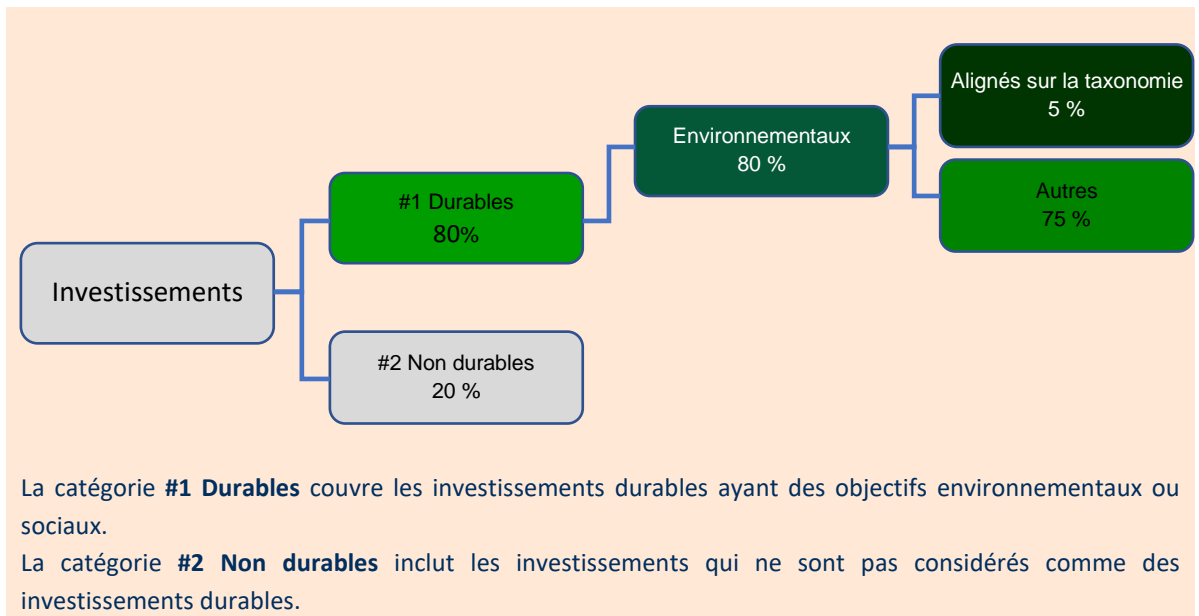 Investissements
#1 Durables
80%
#2 Non durables
20 %
Environnementaux
80 %
Alignés sur la taxonomie
5 %
Autres
75 %
La catégorie #1 Durables couvre les investissements durables ayant des objectifs environnementaux ou
sociaux.
La catégorie #2 Non durables inclut les investissements qui ne sont pas considérés comme des
investissements durables.